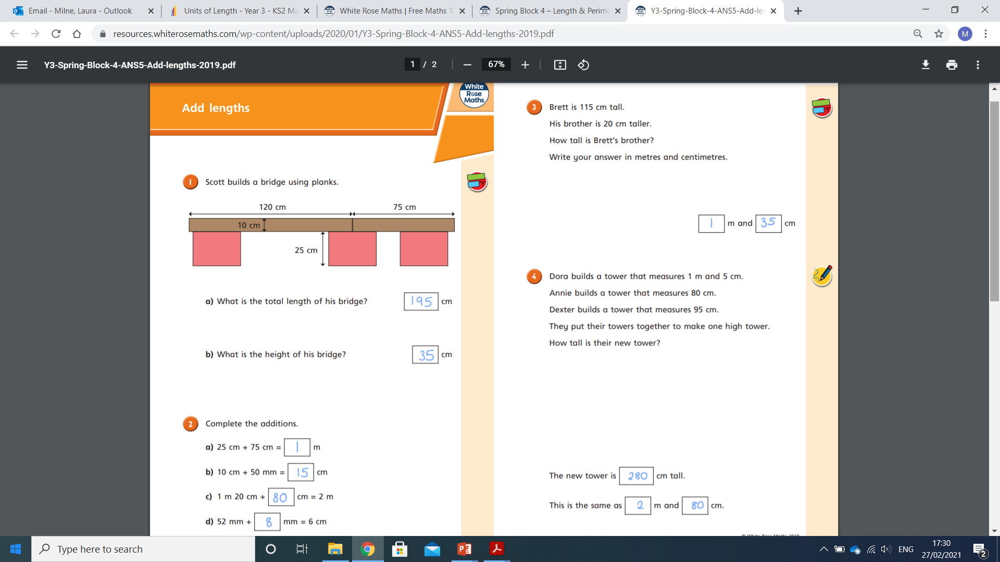 Email - Milne, Laura - Outlook
Units of Length - Year 3 - KS2 Ma
White Rose Maths | Free Maths Te
Spring Block 4 – Length & Perime
Y3-Spring-Block-4-ANS5-Add-le
resources.whiterosemaths.com/wp-content/uploads/2020/01/Y3-Spring-Block-4-ANS5-Add-lengths-2019.pdf
M
Y3-Spring-Block-4-ANS5-Add-lengths-2019.pdf
1 / 2
67%
Add lengths
White
Rose
Maths
1 Scott builds a bridge using planks.
120 cm
75 cm
10 cm
25 cm
a) What is the total length of his bridge? 195 cm
b) What is the height of his bridge? 35 cm
2 Complete the additions.
a) 25 cm + 75 cm = 1 m
b) 10 cm + 50 mm = 15 cm
c) 1 m 20 cm + 80 cm = 2 m
d) 52 mm + 8 mm = 6 cm
3 Brett is 115 cm tall.
His brother is 20 cm taller.
How tall is Brett's brother?
Write your answer in metres and centimetres.
1 m and 35 cm
4 Dora builds a tower that measures 1 m and 5 cm.
Annie builds a tower that measures 80 cm.
Dexter builds a tower that measures 95 cm.
They put their towers together to make one high tower.
How tall is their new tower?
The new tower is 280 cm tall.
This is the same as 2 m and 80 cm.
© White Rose Maths 2019
Type here to search
ENG
17:30
27/02/2021
2